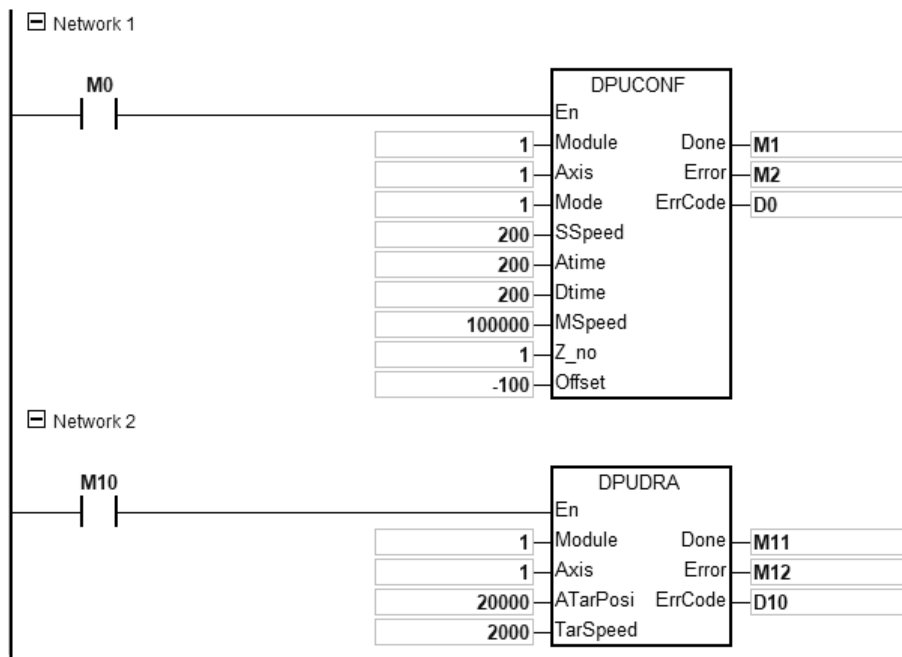 Network 1
M0
DPUCONF
En
1 Module Done M1
1 Axis Error M2
1 Mode ErrCode D0
200 SSpeed
200 Atime
200 Dtime
100000 MSpeed
1 Z_no
-100 Offset
Network 2
M10
DPUDRA
En
1 Module Done M11
1 Axis Error M12
20000 ATarPosi ErrCode D10
2000 TarSpeed